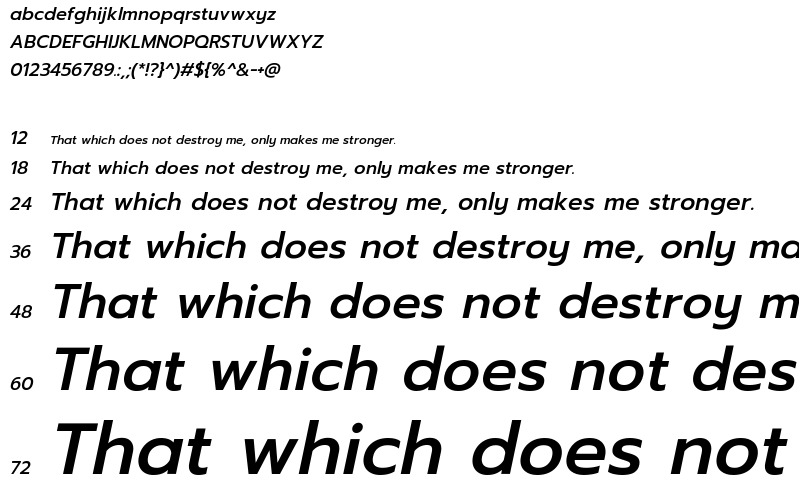 abcdefghijklmnopqrstuvwxyz
ABCDEFGHIJKLMNOPQRSTUVWXYZ
0123456789.:,;(*!?}^)#${%^&-+@
12 That which does not destroy me, only makes me stronger.
18 That which does not destroy me, only makes me stronger.
24 That which does not destroy me, only makes me stronger.
36 That which does not destroy me, only ma
48 That which does not destroy m
60 That which does not des
72 That which does not